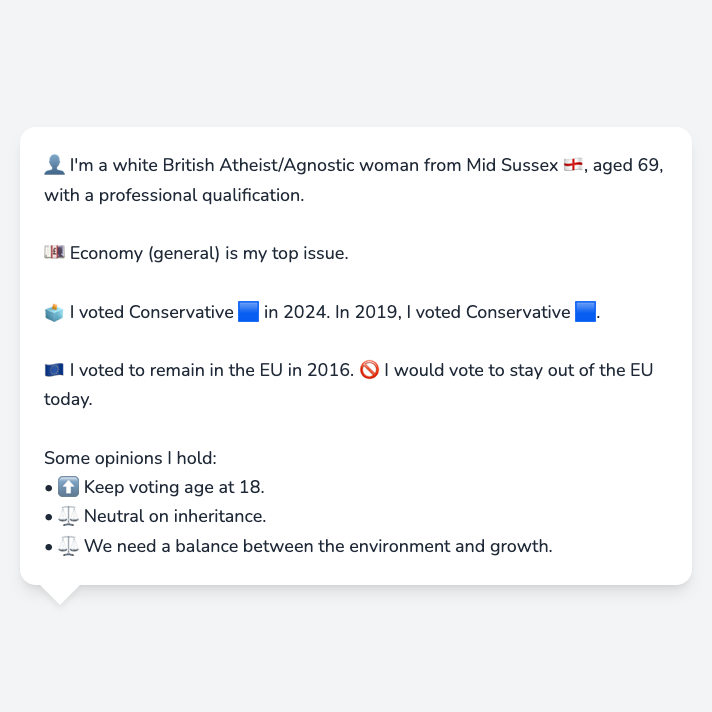 👤 I'm a white British Atheist/Agnostic woman from Mid Sussex 🏴󠁧󠁢󠁥󠁮󠁧󠁿, aged 69,
with a professional qualification.
💷 Economy (general) is my top issue.
🗳️ I voted Conservative 🟦 in 2024. In 2019, I voted Conservative 🟦.
🇪🇺 I voted to remain in the EU in 2016. 🚫 I would vote to stay out of the EU
today.
Some opinions I hold:
• ⬆️ Keep voting age at 18.
• ⚖️ Neutral on inheritance.
• ⚖️ We need a balance between the environment and growth.